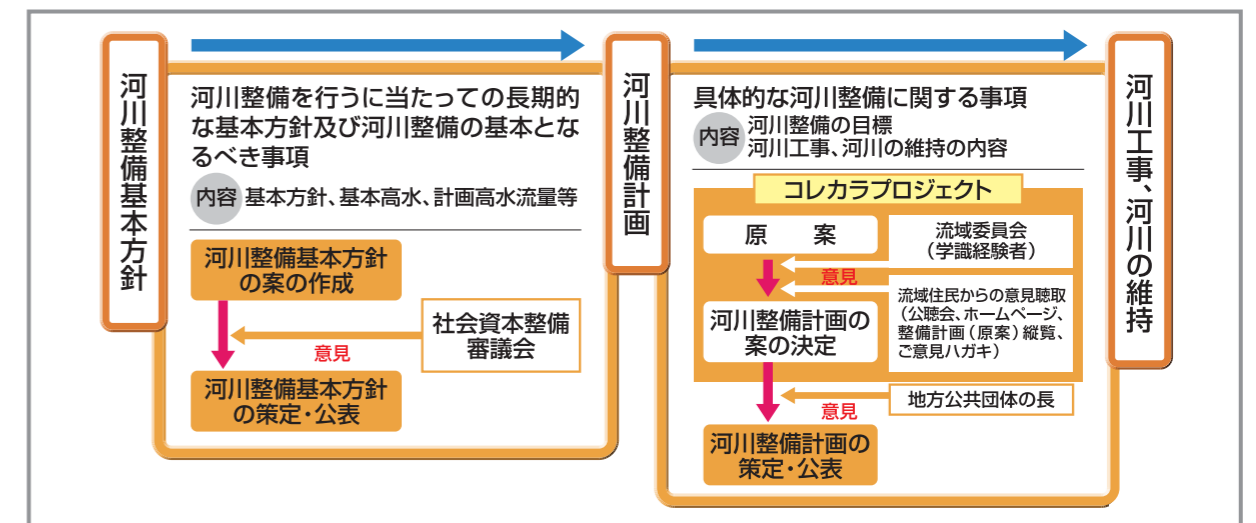 河川整備基本方針
河川整備を行うに当たっての長期的
な基本方針及び河川整備の基本とな
るべき事項
内容 基本方針、基本高水、計画高水流量等
河川整備基本方針
の案の作成
意見
社会資本整備
審議会
河川整備基本方針
の策定・公表
河川整備計画
具体的な河川整備に関する事項
内容
河川整備の目標
河川工事、河川の維持の内容
コレカラプロジェクト
原 案
流域委員会
（学識経験者）
意見
流域住民からの意見聴取
（公聴会、ホームページ、
整備計画（原案）縦覧、
ご意見ハガキ）
河川整備計画の
案の決定
意見
地方公共団体の長
河川整備計画の
策定・公表
河川工事、河川の維持